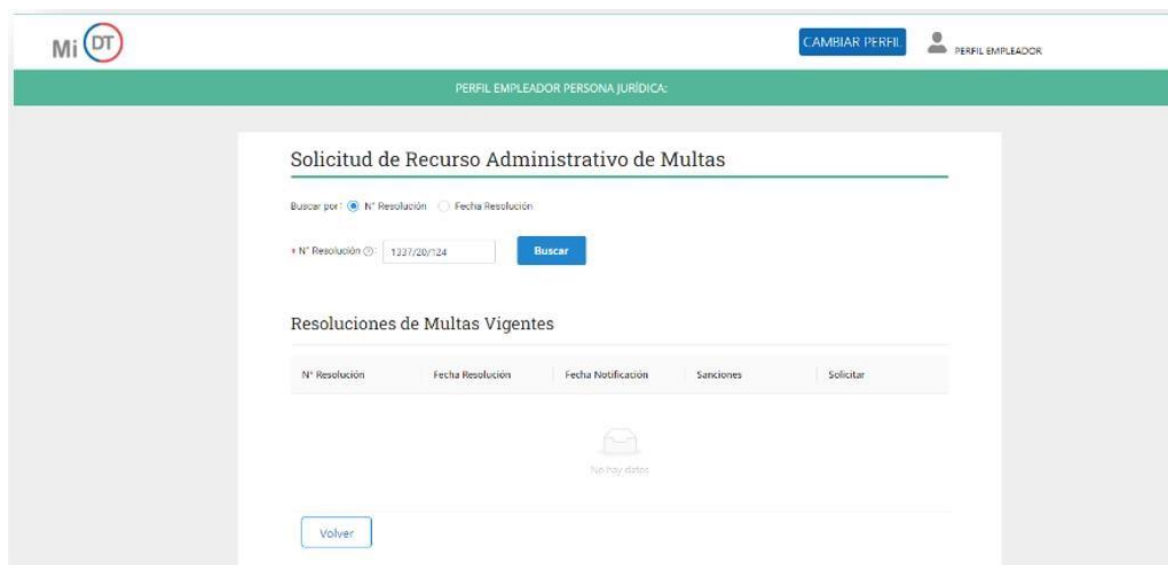 Mi DT
CAMBIAR PERFIL
PERFIL EMPLEADOR
PERFIL EMPLEADOR PERSONA JURÍDICA:
Solicitud de Recurso Administrativo de Multas
Buscar por: N° Resolución Fecha Resolución
* N° Resolución ? : 1337/20/124 Buscar
Resoluciones de Multas Vigentes
N° Resolución Fecha Resolución Fecha Notificación Sanciones Solicitar
No hay datos
Volver